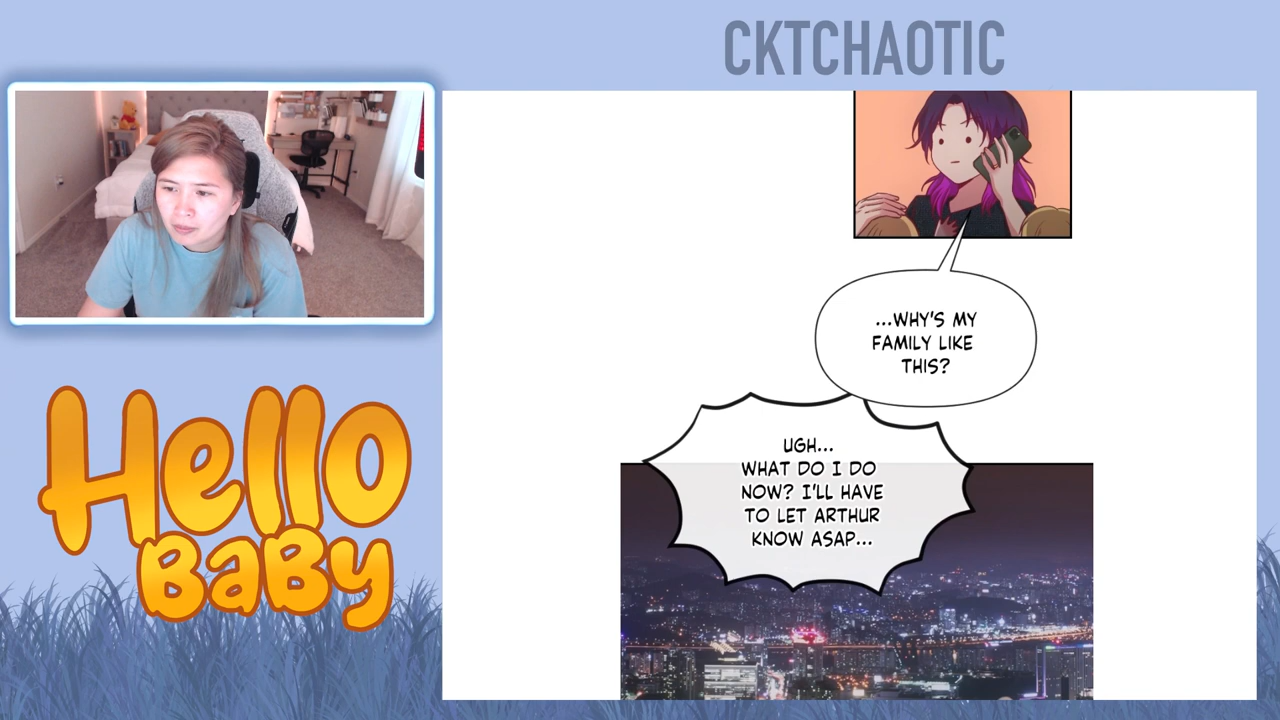 CKTCHAOTIC
Hello
BaBy
...WHY'S MY
FAMILY LIKE
THIS?
UGH...
WHAT DO I DO
NOW? I'LL HAVE
TO LET ARTHUR
KNOW ASAP...